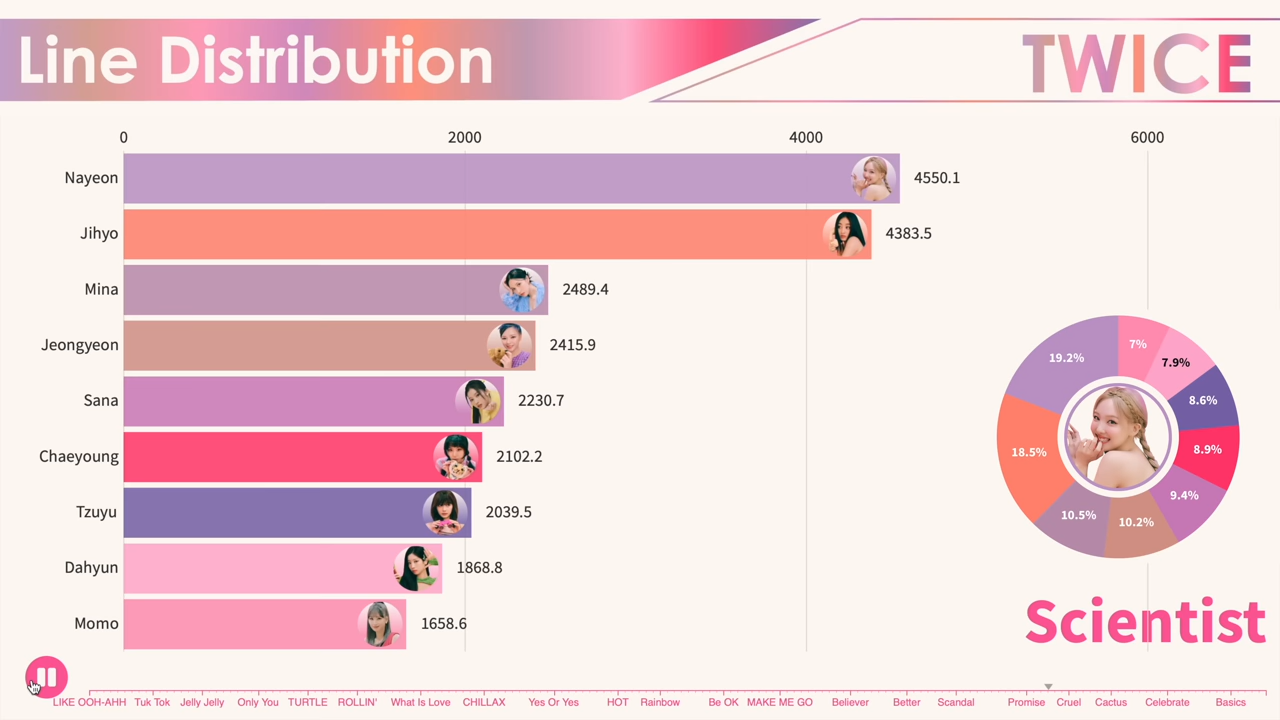 Line Distribution
TWICE
0 2000 4000 6000
Nayeon 4550.1
Jihyo 4383.5
Mina 2489.4
Jeongyeon 2415.9
Sana 2230.7
Chaeyoung 2102.2
Tzuyu 2039.5
Dahyun 1868.8
Momo 1658.6
19.2%
7%
7.9%
8.6%
8.9%
9.4%
10.2%
10.5%
18.5%
Scientist
LIKE OOH-AHH Tuk Tok Jelly Jelly Only You TURTLE ROLLIN' What Is Love CHILLAX Yes Or Yes HOT Rainbow Be OK MAKE ME GO Believer Better Scandal Promise Cruel Cactus Celebrate Basics